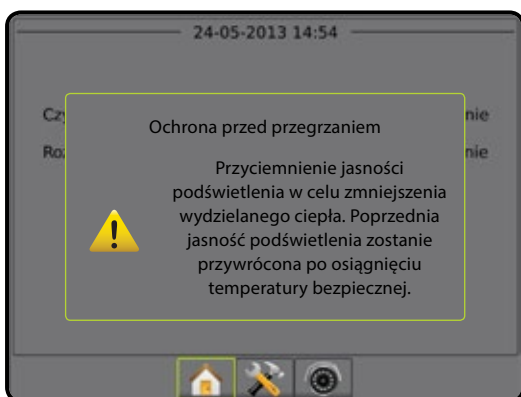 24-05-2013 14:54
Ochrona przed przegrzaniem
Przyciemnienie jasności
podświetlenia w celu zmniejszenia
wydzielanego ciepła. Poprzednia
jasność podświetlenia zostanie
przywrócona po osiągnięciu
temperatury bezpiecznej.